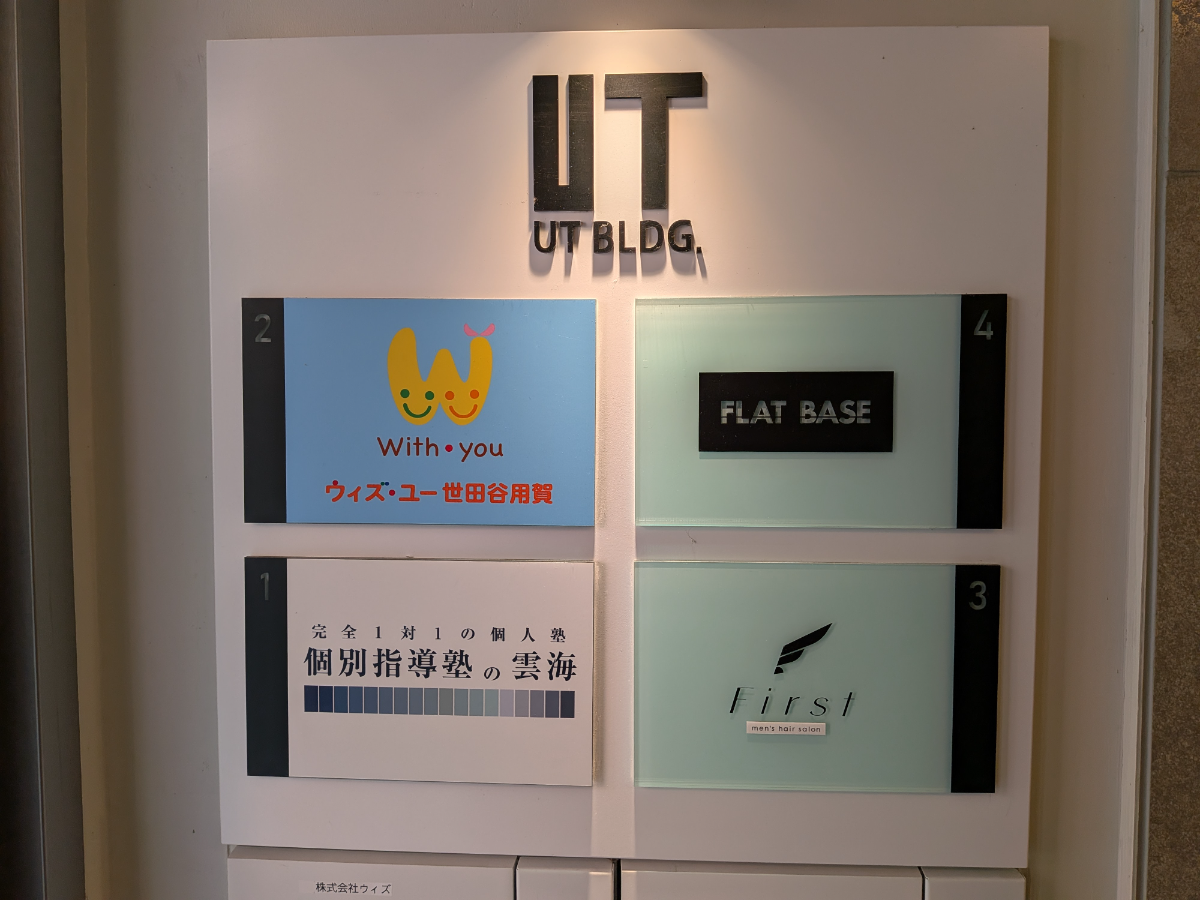 UT
UT BLDG.
2
W
With•you
ウィズ・ユー世田谷用賀
4
FLAT BASE
1
完全1対1の個人塾
個別指導塾の雲海
3
First
men's hair salon
株式会社ウィズ